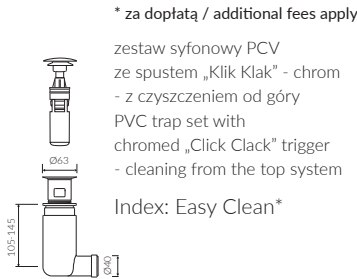 * za dopłatą / additional fees apply
zestaw syfonowy PCV
ze spustem „Klik Klak” - chrom
- z czyszczeniem od góry
PVC trap set with
chromed „Click Clack” trigger
- cleaning from the top system
Index: Easy Clean*
Ø63
105-145
Ø40